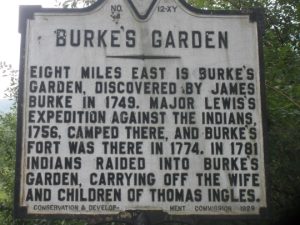 NO. 12-XY
BURKE'S GARDEN
EIGHT MILES EAST IS BURKE'S
GARDEN, DISCOVERED BY JAMES
BURKE IN 1749. MAJOR LEWIS'S
EXPEDITION AGAINST THE INDIANS,
1756, CAMPED THERE, AND BURKE'S
FORT WAS THERE IN 1774. IN 1781
INDIANS RAIDED INTO BURKE'S
GARDEN, CARRYING OFF THE WIFE
AND CHILDREN OF THOMAS INGLES.
CONSERVATION & DEVELOP- MENT COMMISSION 1929